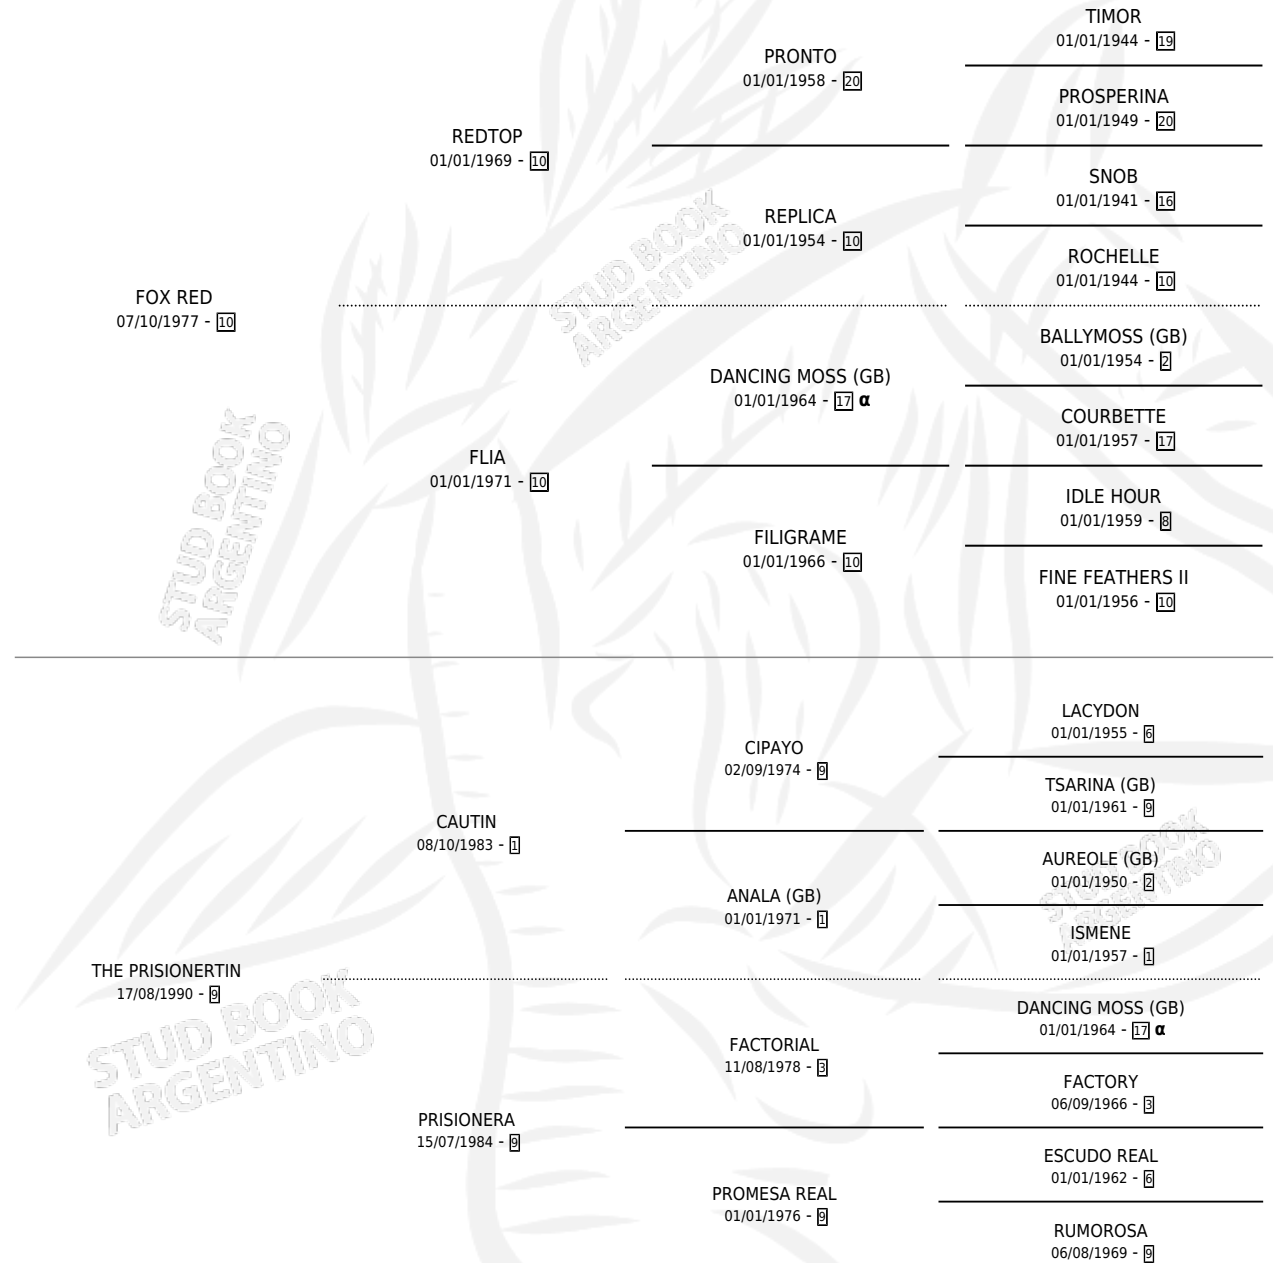 TIMOR
01/01/1944 - 19
PRONTO
01/01/1958 - 20
PROSPERINA
01/01/1949 - 20
REDTOP
01/01/1969 - 10
SNOB
01/01/1941 - 16
REPLICA
01/01/1954 - 10
ROCHELLE
01/01/1944 - 10
FOX RED
07/10/1977 - 10
BALLYMOSS (GB)
01/01/1954 - 2
DANCING MOSS (GB)
01/01/1964 - 17 α
COURBETTE
01/01/1957 - 17
FLIA
01/01/1971 - 10
IDLE HOUR
01/01/1959 - 8
FILIGRAME
01/01/1966 - 10
FINE FEATHERS II
01/01/1956 - 10
LACYDON
01/01/1955 - 6
CIPAYO
02/09/1974 - 9
TSARINA (GB)
01/01/1961 - 9
CAUTIN
08/10/1983 - 1
AUREOLE (GB)
01/01/1950 - 2
ANALA (GB)
01/01/1971 - 1
ISMENE
01/01/1957 - 1
THE PRISIONERTIN
17/08/1990 - 9
DANCING MOSS (GB)
01/01/1964 - 17 α
FACTORIAL
11/08/1978 - 3
FACTORY
06/09/1966 - 3
PRISIONERA
15/07/1984 - 9
ESCUDO REAL
01/01/1962 - 6
PROMESA REAL
01/01/1976 - 9
RUMOROSA
06/08/1969 - 9
STUD BOOK
ARGENTINO
STUD BOOK
ARGENTINO
STUD BOOK
ARGENTINO
STUD BOOK
ARGENTINO